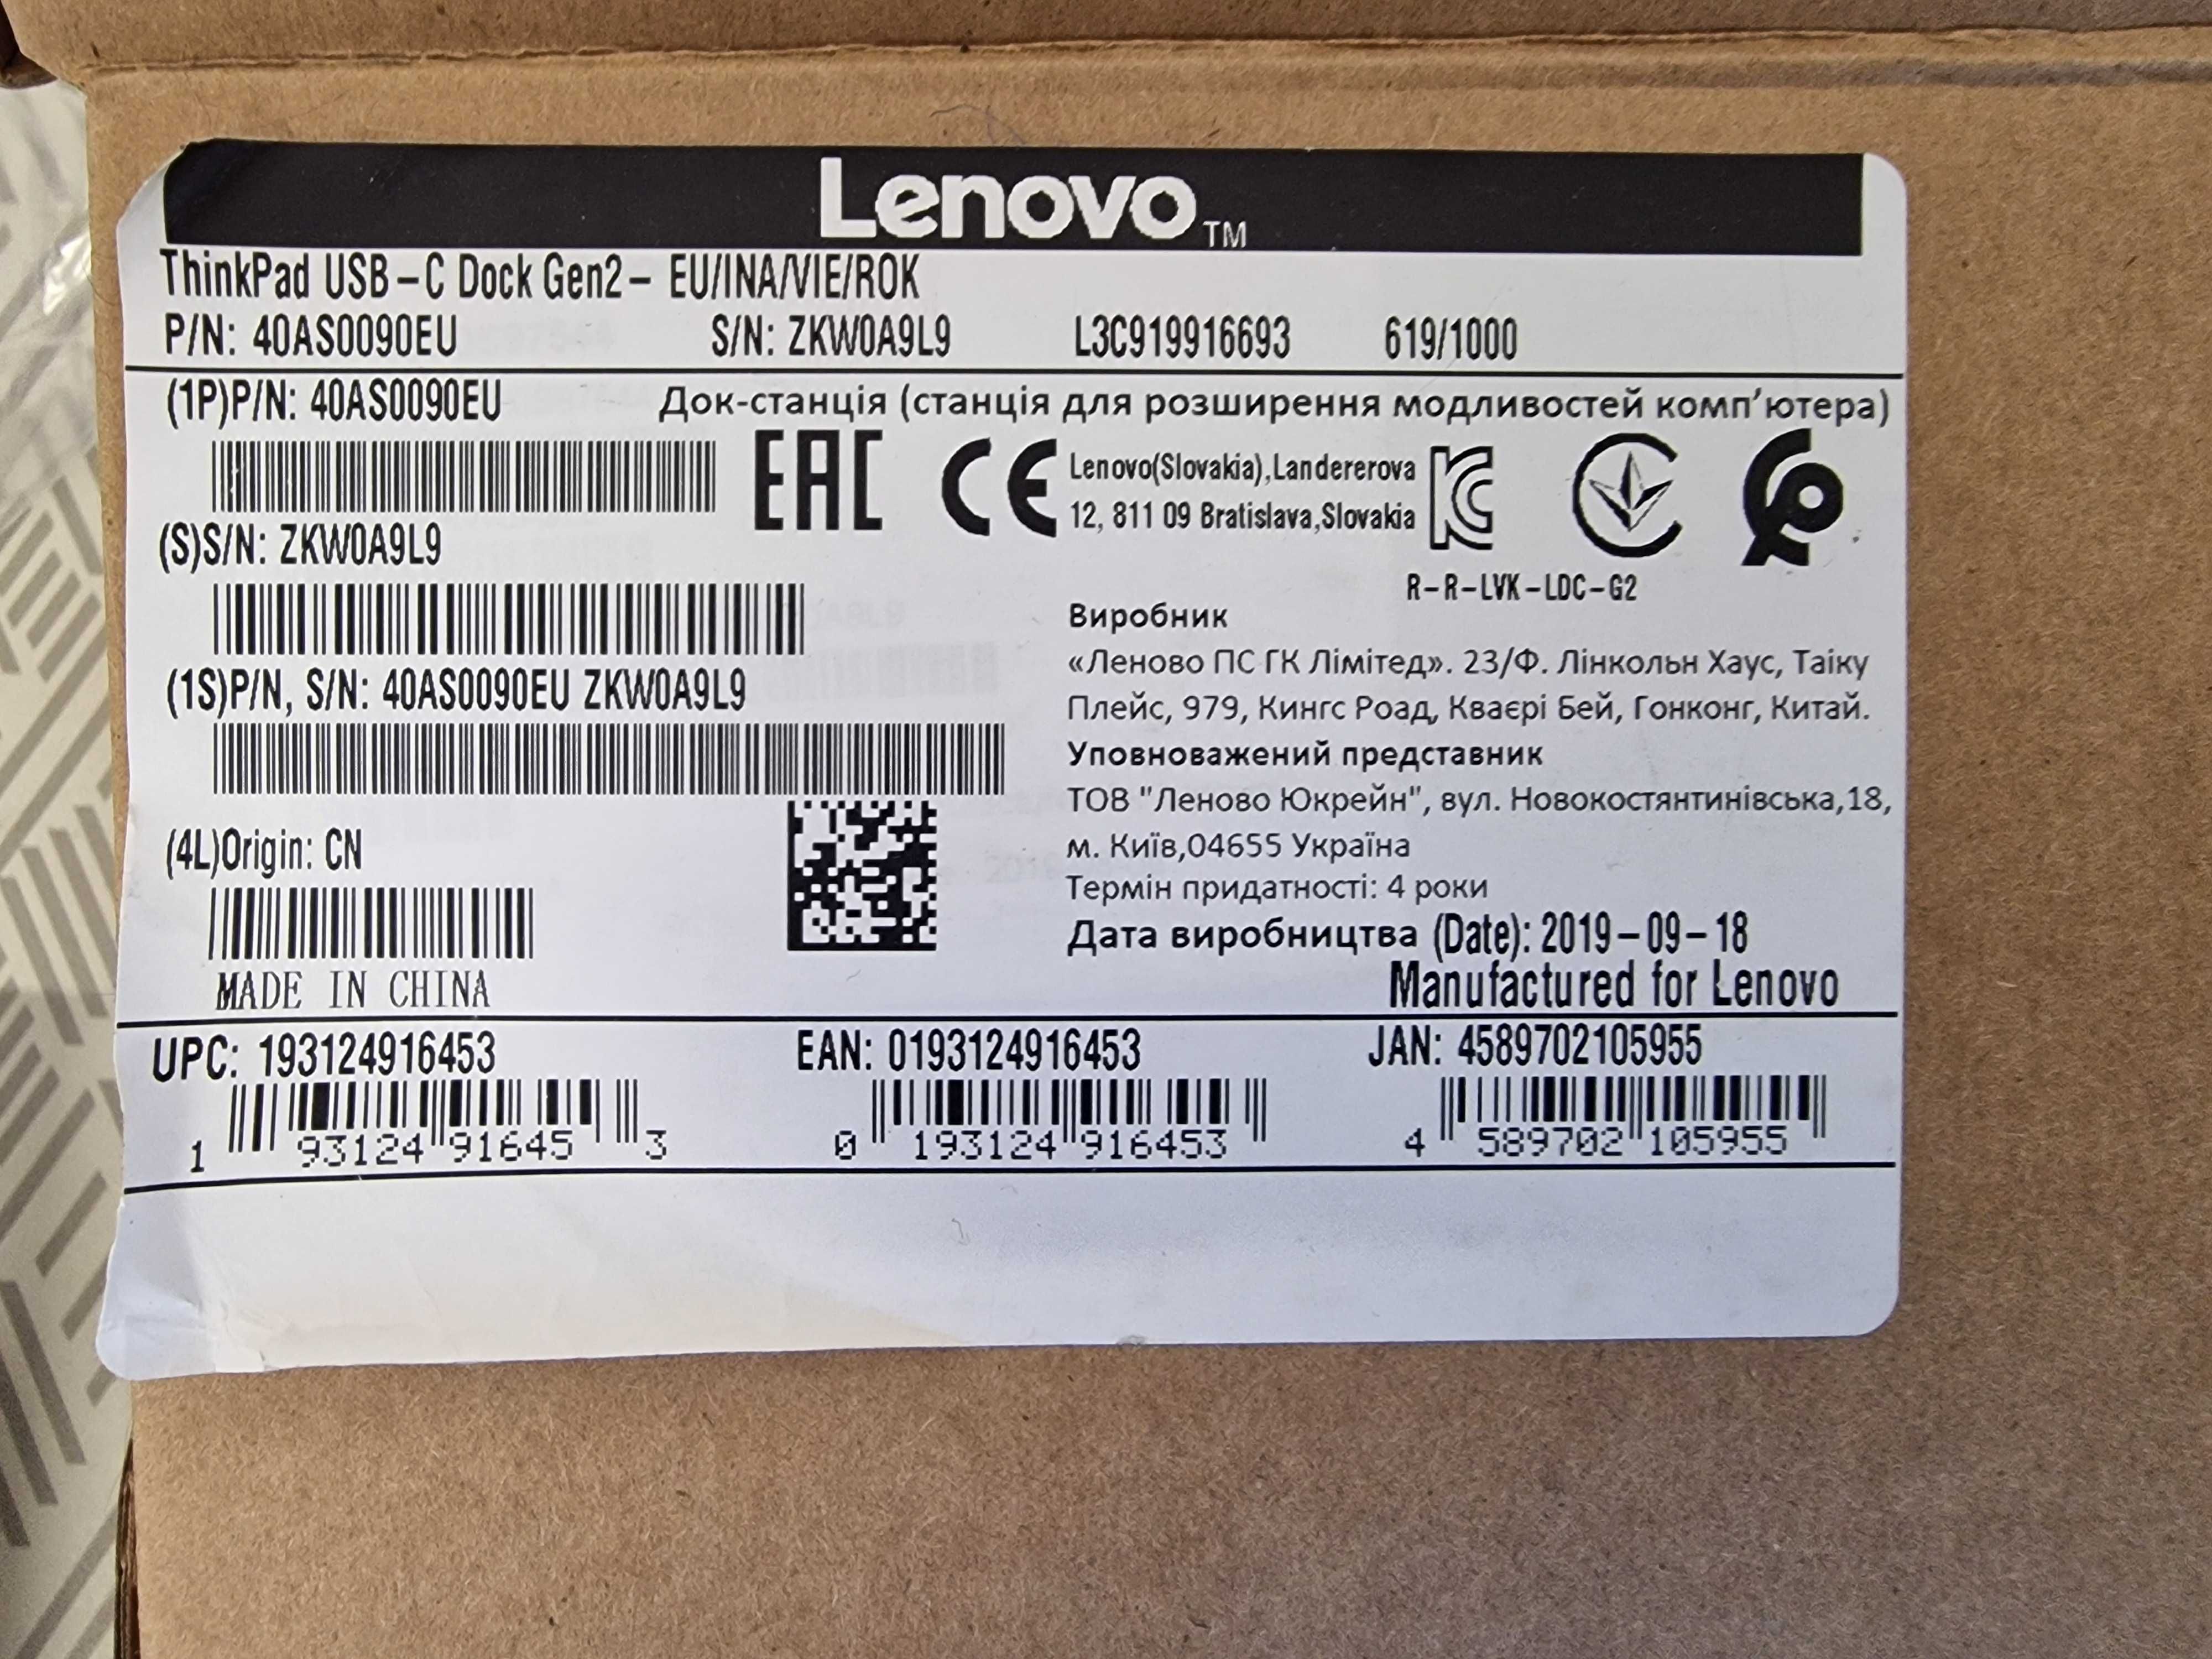 Lenovo™
ThinkPad USB-C Dock Gen2- EU/INA/VIE/ROK
P/N: 40AS0090EU S/N: ZKW0A9L9 L3C919916693 619/1000
(1P)P/N: 40AS0090EU Док-станція (станція для розширення модливостей комп'ютера)
EAC CE Lenovo(Slovakia),Landererova
12, 811 09 Bratislava,Slovakia
(S)S/N: ZKW0A9L9
R-R-LVK-LDC-G2
Виробник
«Леново ПС ГК Лімітед». 23/Ф. Лінкольн Хаус, Таіку
(1S)P/N, S/N: 40AS0090EU ZKW0A9L9
Плейс, 979, Кингс Роад, Кваєрі Бей, Гонконг, Китай.
Уповноважений представник
ТОВ "Леново Юкрейн", вул. Новокостянтинівська,18,
м. Київ,04655 Україна
(4L)Origin: CN
Термін придатності: 4 роки
Дата виробництва (Date): 2019-09-18
MADE IN CHINA
Manufactured for Lenovo
UPC: 193124916453 EAN: 0193124916453 JAN: 4589702105955
1 93124 91645 3 0 193124 916453 4 589702 105955